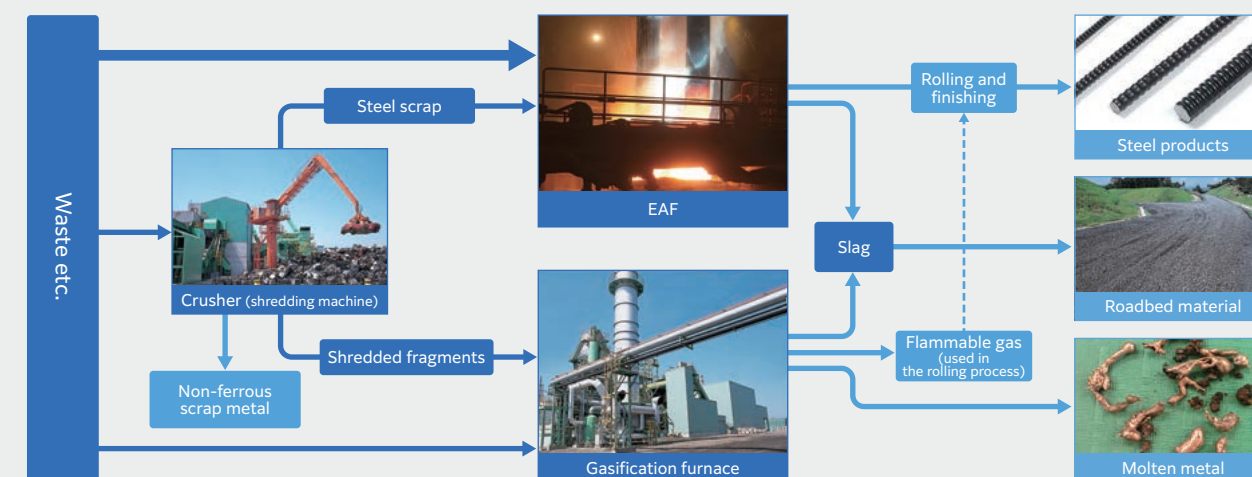 Waste etc.
Steel scrap
Crusher (shredding machine)
Shredded fragments
Non-ferrous
scrap metal
EAF
Gasification furnace
Slag
Rolling and
finishing
Flammable gas
(used in
the rolling process)
Steel products
Roadbed material
Molten metal